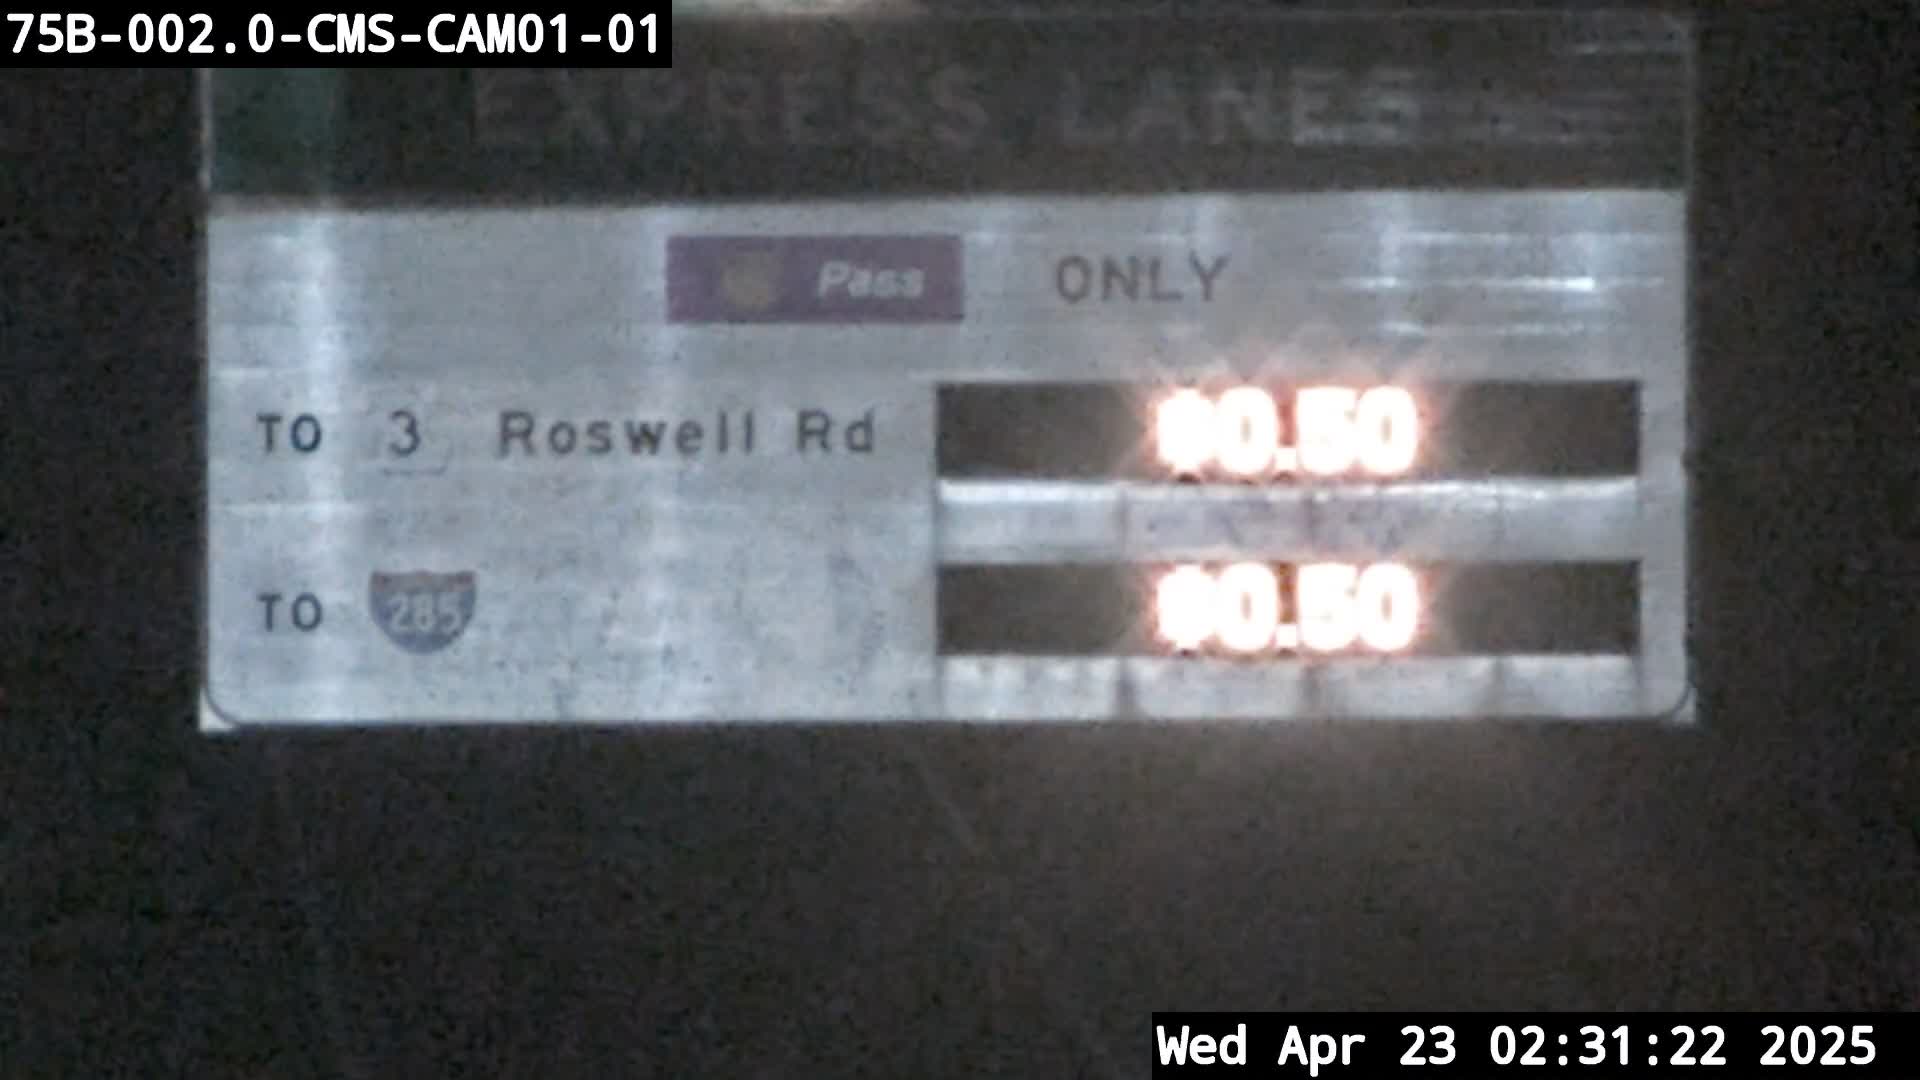 75B-002.0-CMS-CAM01-01
EXPRESS LANES
Pass ONLY
TO 3 Roswell Rd $0.50
TO 285 $0.50
Wed Apr 23 02:31:22 2025